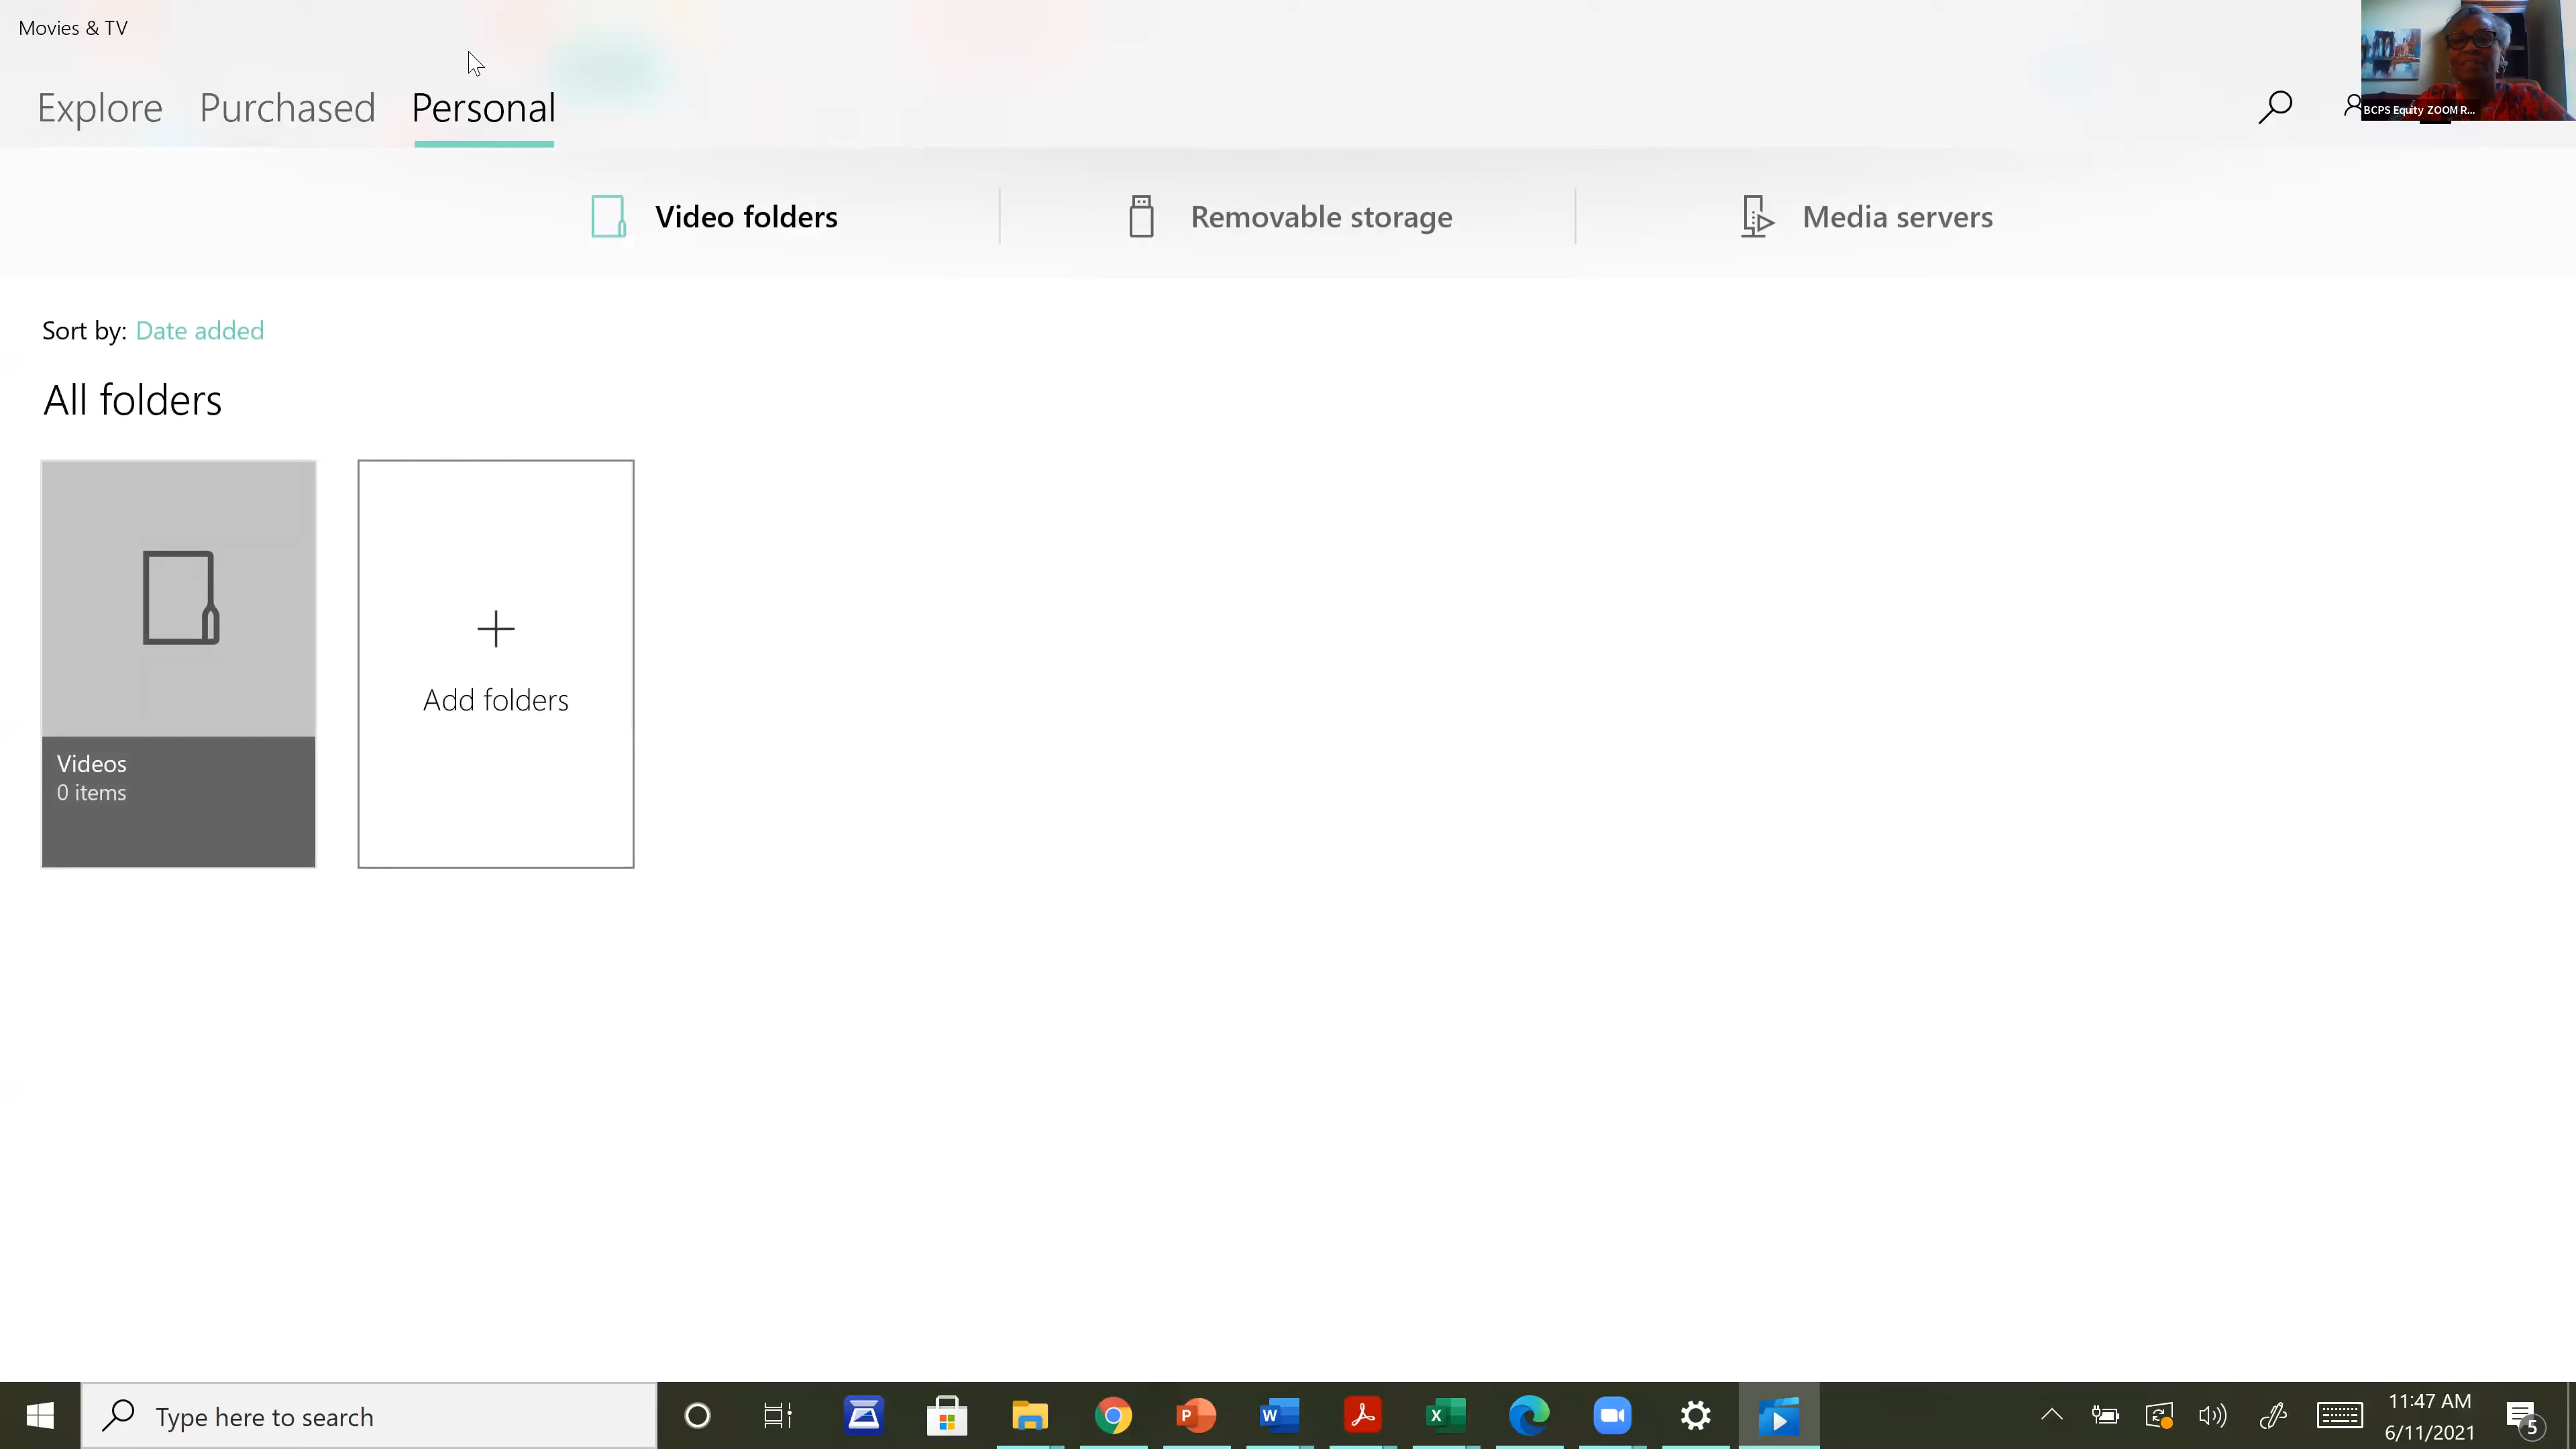 Movies & TV
Explore Purchased Personal
BCPS Equity ZOOM R...
Video folders Removable storage Media servers
Sort by: Date added
All folders
Videos
0 items
Add folders
Type here to search
11:47 AM
6/11/2021
5